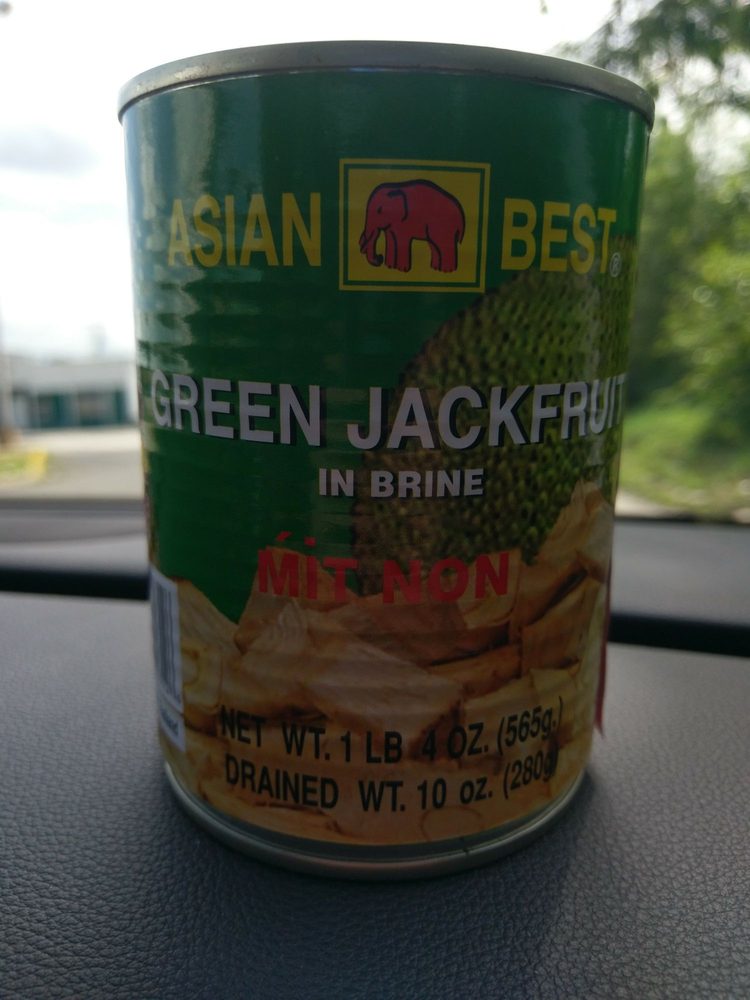 ASIAN BEST®
GREEN JACKFRUIT
IN BRINE
MÍT NON
NET WT. 1 LB 4 OZ. (565g.)
DRAINED WT. 10 oz. (280g